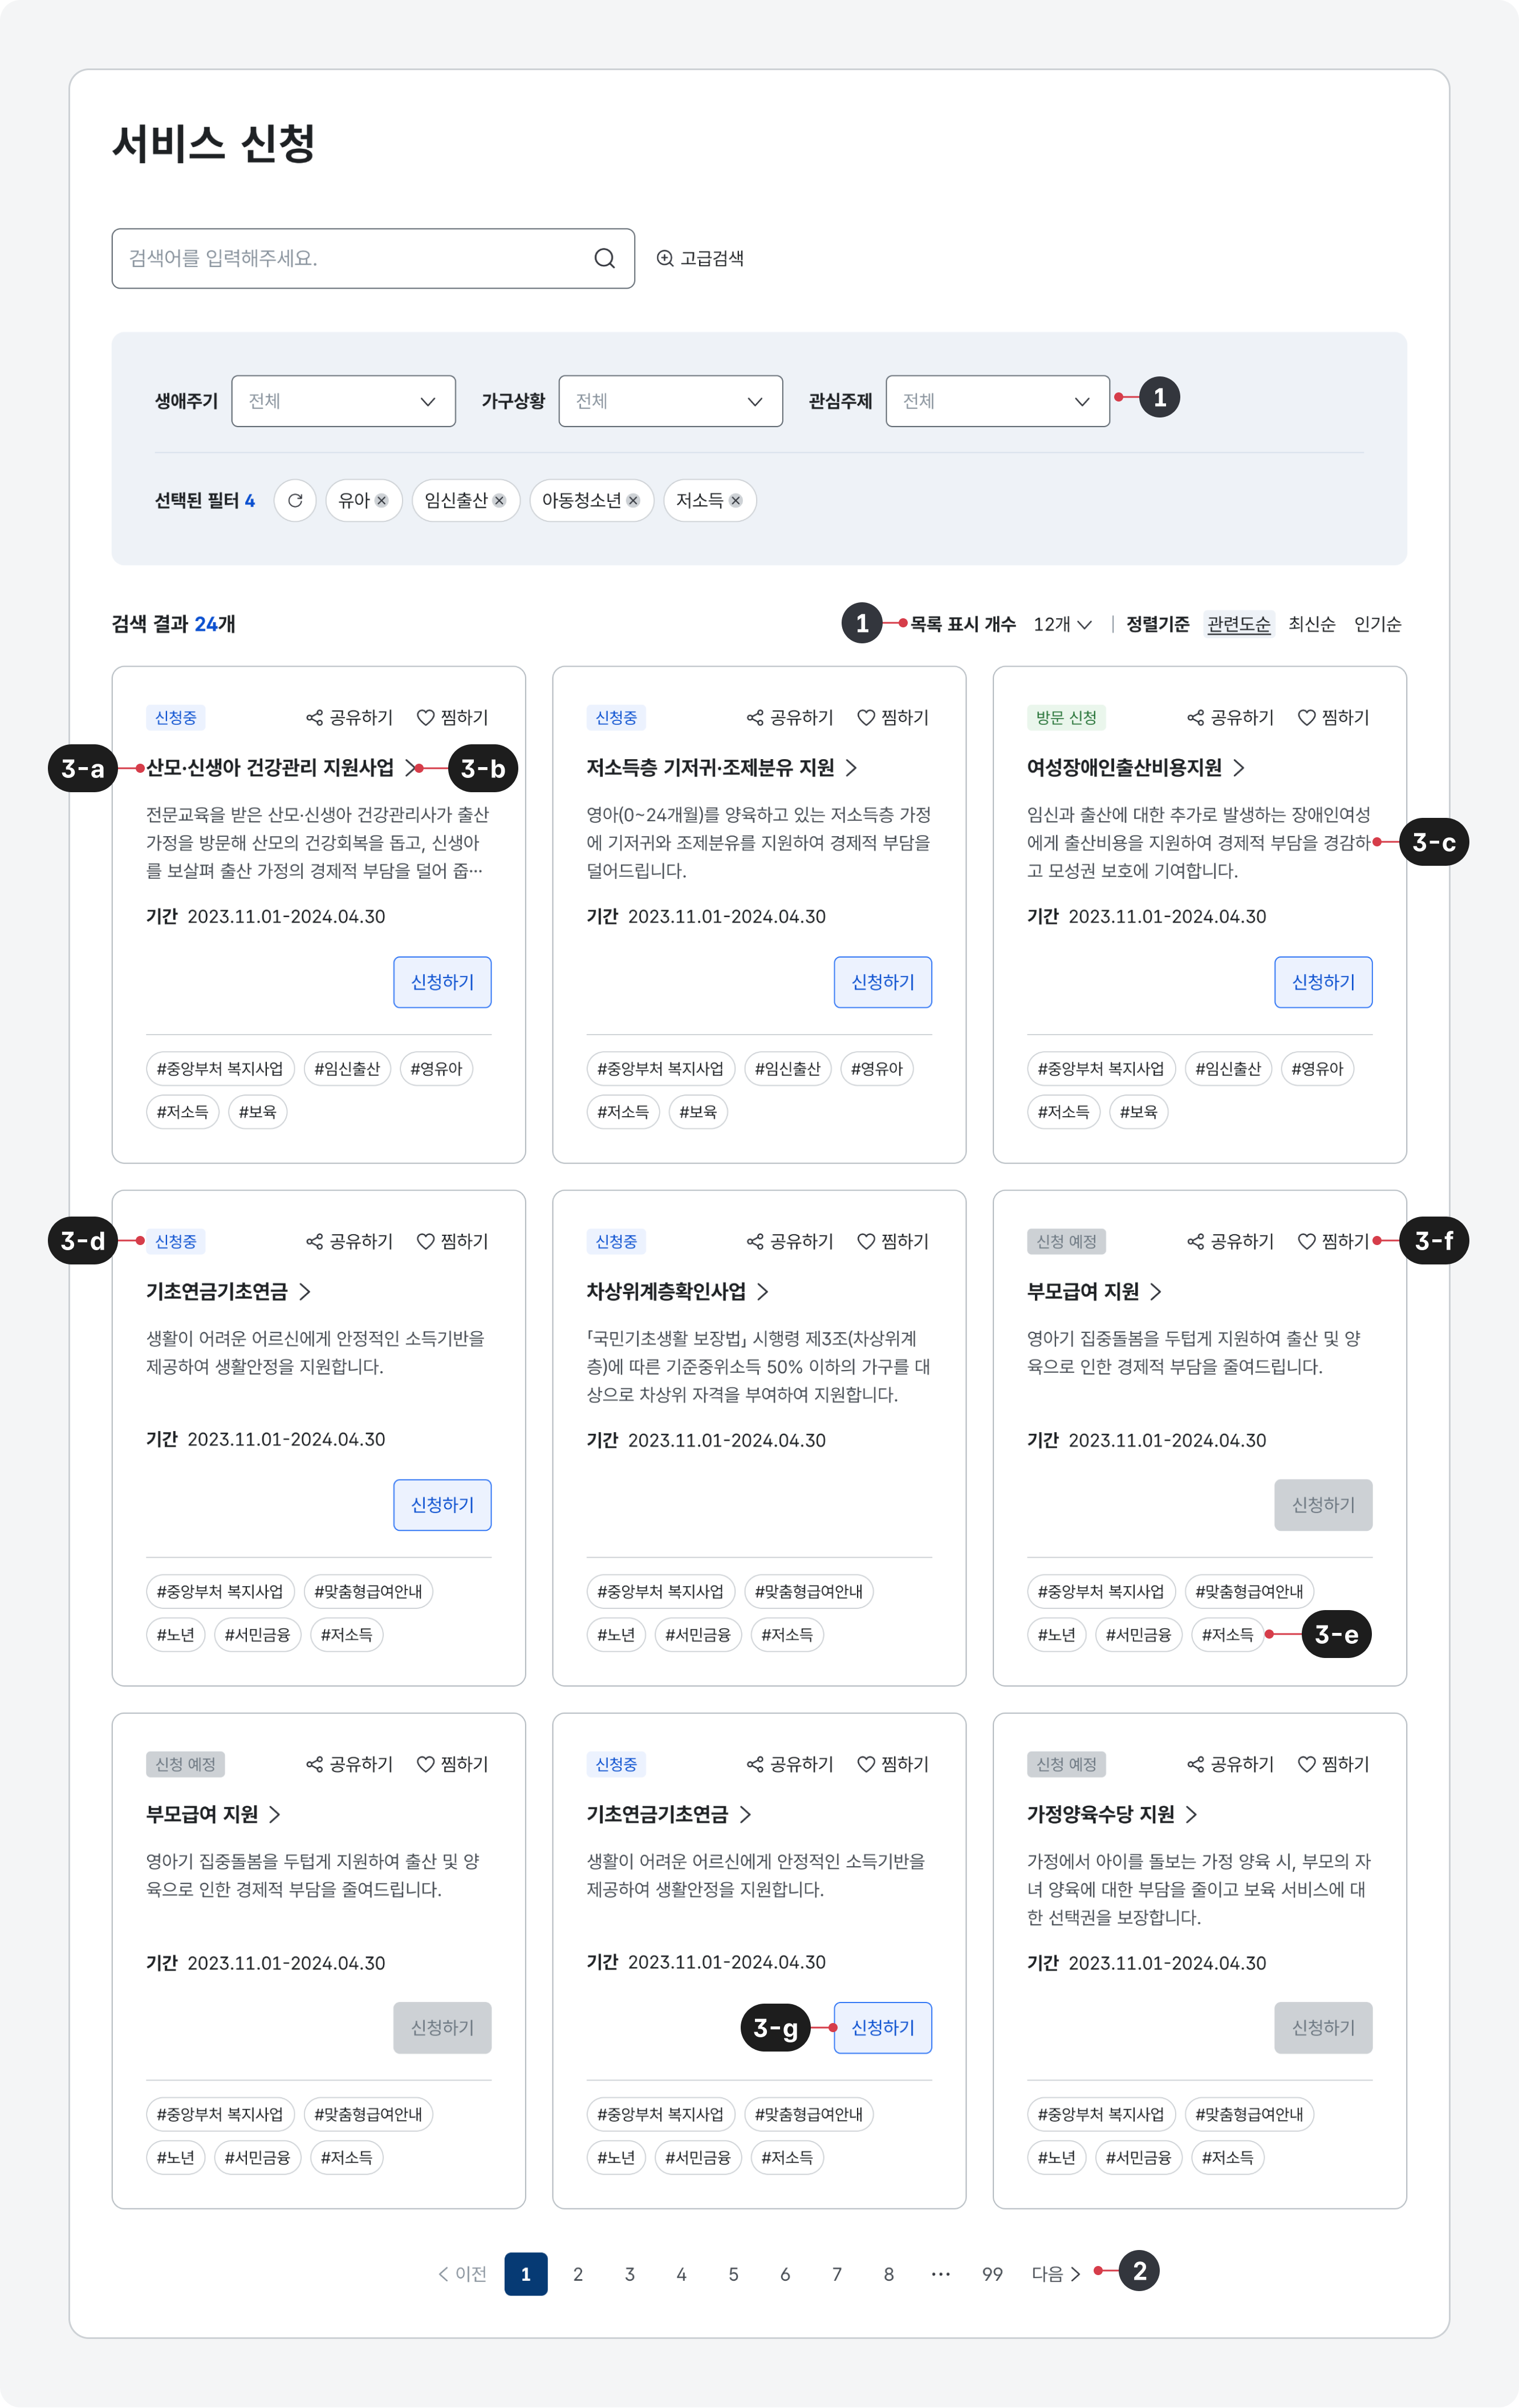 서비스 신청
검색어를 입력해주세요.
고급검색
생애주기 전체 가구상황 전체 관심주제 전체 1
선택된 필터 4 유아 임신출산 아동청소년 저소득
검색 결과 24개
1 목록 표시 개수 12개 정렬기준 관련도순 최신순 인기순
신청중 공유하기 찜하기
3-a 산모·신생아 건강관리 지원사업 3-b
전문교육을 받은 산모·신생아 건강관리사가 출산
가정을 방문해 산모의 건강회복을 돕고, 신생아
를 보살펴 출산 가정의 경제적 부담을 덜어 줍···
기간 2023.11.01-2024.04.30
신청하기
#중앙부처 복지사업 #임신출산 #영유아
#저소득 #보육
신청중 공유하기 찜하기
저소득층 기저귀·조제분유 지원
영아(0~24개월)를 양육하고 있는 저소득층 가정
에 기저귀와 조제분유를 지원하여 경제적 부담을
덜어드립니다.
기간 2023.11.01-2024.04.30
신청하기
#중앙부처 복지사업 #임신출산 #영유아
#저소득 #보육
방문 신청 공유하기 찜하기
여성장애인출산비용지원
임신과 출산에 대한 추가로 발생하는 장애인여성
에게 출산비용을 지원하여 경제적 부담을 경감하 3-c
고 모성권 보호에 기여합니다.
기간 2023.11.01-2024.04.30
신청하기
#중앙부처 복지사업 #임신출산 #영유아
#저소득 #보육
3-d 신청중 공유하기 찜하기
기초연금기초연금
생활이 어려운 어르신에게 안정적인 소득기반을
제공하여 생활안정을 지원합니다.
기간 2023.11.01-2024.04.30
신청하기
#중앙부처 복지사업 #맞춤형급여안내
#노년 #서민금융 #저소득
신청중 공유하기 찜하기
차상위계층확인사업
「국민기초생활 보장법」 시행령 제3조(차상위계
층)에 따른 기준중위소득 50% 이하의 가구를 대
상으로 차상위 자격을 부여하여 지원합니다.
기간 2023.11.01-2024.04.30
#중앙부처 복지사업 #맞춤형급여안내
#노년 #서민금융 #저소득
신청 예정 공유하기 찜하기 3-f
부모급여 지원
영아기 집중돌봄을 두텁게 지원하여 출산 및 양
육으로 인한 경제적 부담을 줄여드립니다.
기간 2023.11.01-2024.04.30
신청하기
#중앙부처 복지사업 #맞춤형급여안내
#노년 #서민금융 #저소득 3-e
신청 예정 공유하기 찜하기
부모급여 지원
영아기 집중돌봄을 두텁게 지원하여 출산 및 양
육으로 인한 경제적 부담을 줄여드립니다.
기간 2023.11.01-2024.04.30
신청하기
#중앙부처 복지사업 #맞춤형급여안내
#노년 #서민금융 #저소득
신청중 공유하기 찜하기
기초연금기초연금
생활이 어려운 어르신에게 안정적인 소득기반을
제공하여 생활안정을 지원합니다.
기간 2023.11.01-2024.04.30
3-g 신청하기
#중앙부처 복지사업 #맞춤형급여안내
#노년 #서민금융 #저소득
신청 예정 공유하기 찜하기
가정양육수당 지원
가정에서 아이를 돌보는 가정 양육 시, 부모의 자
녀 양육에 대한 부담을 줄이고 보육 서비스에 대
한 선택권을 보장합니다.
기간 2023.11.01-2024.04.30
신청하기
#중앙부처 복지사업 #맞춤형급여안내
#노년 #서민금융 #저소득
이전 1 2 3 4 5 6 7 8 ··· 99 다음 2